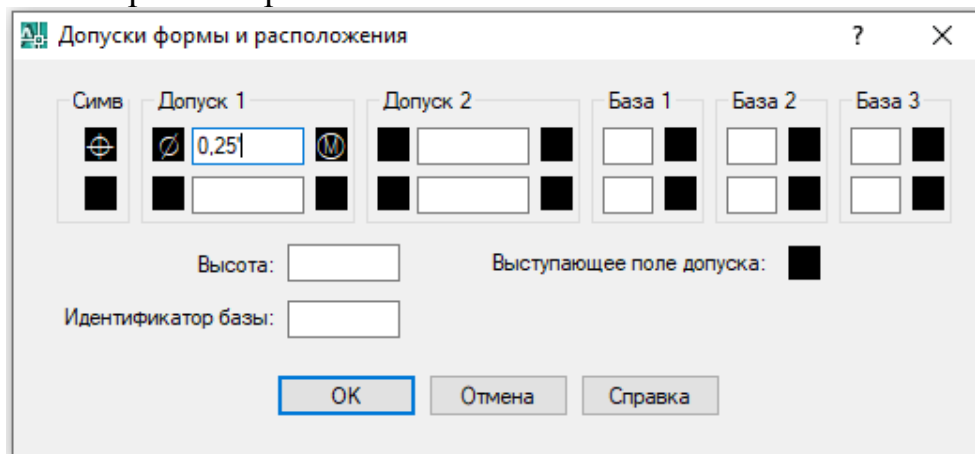 Допуски формы и расположения ? ×
Симв Допуск 1 Допуск 2 База 1 База 2 База 3
⌖ ⌀ 0,25 Ⓜ
Высота: Выступающее поле допуска:
Идентификатор базы:
OK Отмена Справка